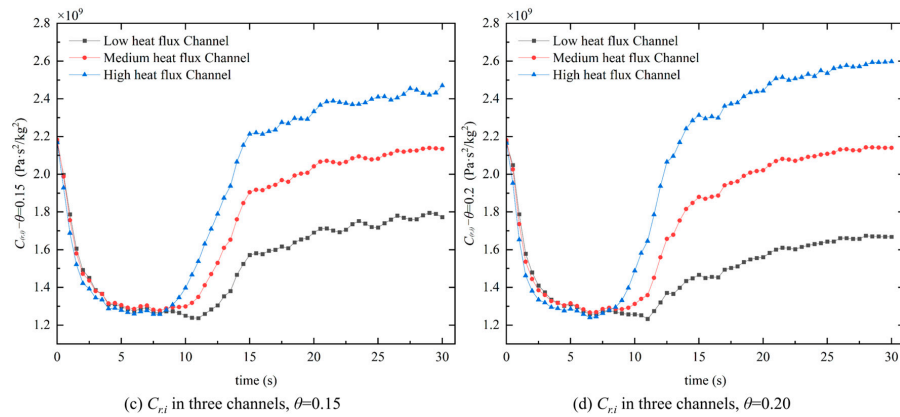 ×10⁹
2.8
2.6
2.4
2.2
2.0
1.8
1.6
1.4
1.2
0
5
10
15
20
25
30
time (s)
θ=0.15 (Pa·s²/kg²)
Low heat flux Channel
Medium heat flux Channel
High heat flux Channel
(c) Cr,i in three channels, θ=0.15
×10⁹
2.8
2.6
2.4
2.2
2.0
1.8
1.6
1.4
1.2
0
5
10
15
20
25
30
time (s)
θ=0.2 (Pa·s²/kg²)
Low heat flux Channel
Medium heat flux Channel
High heat flux Channel
(d) Cr,i in three channels, θ=0.20